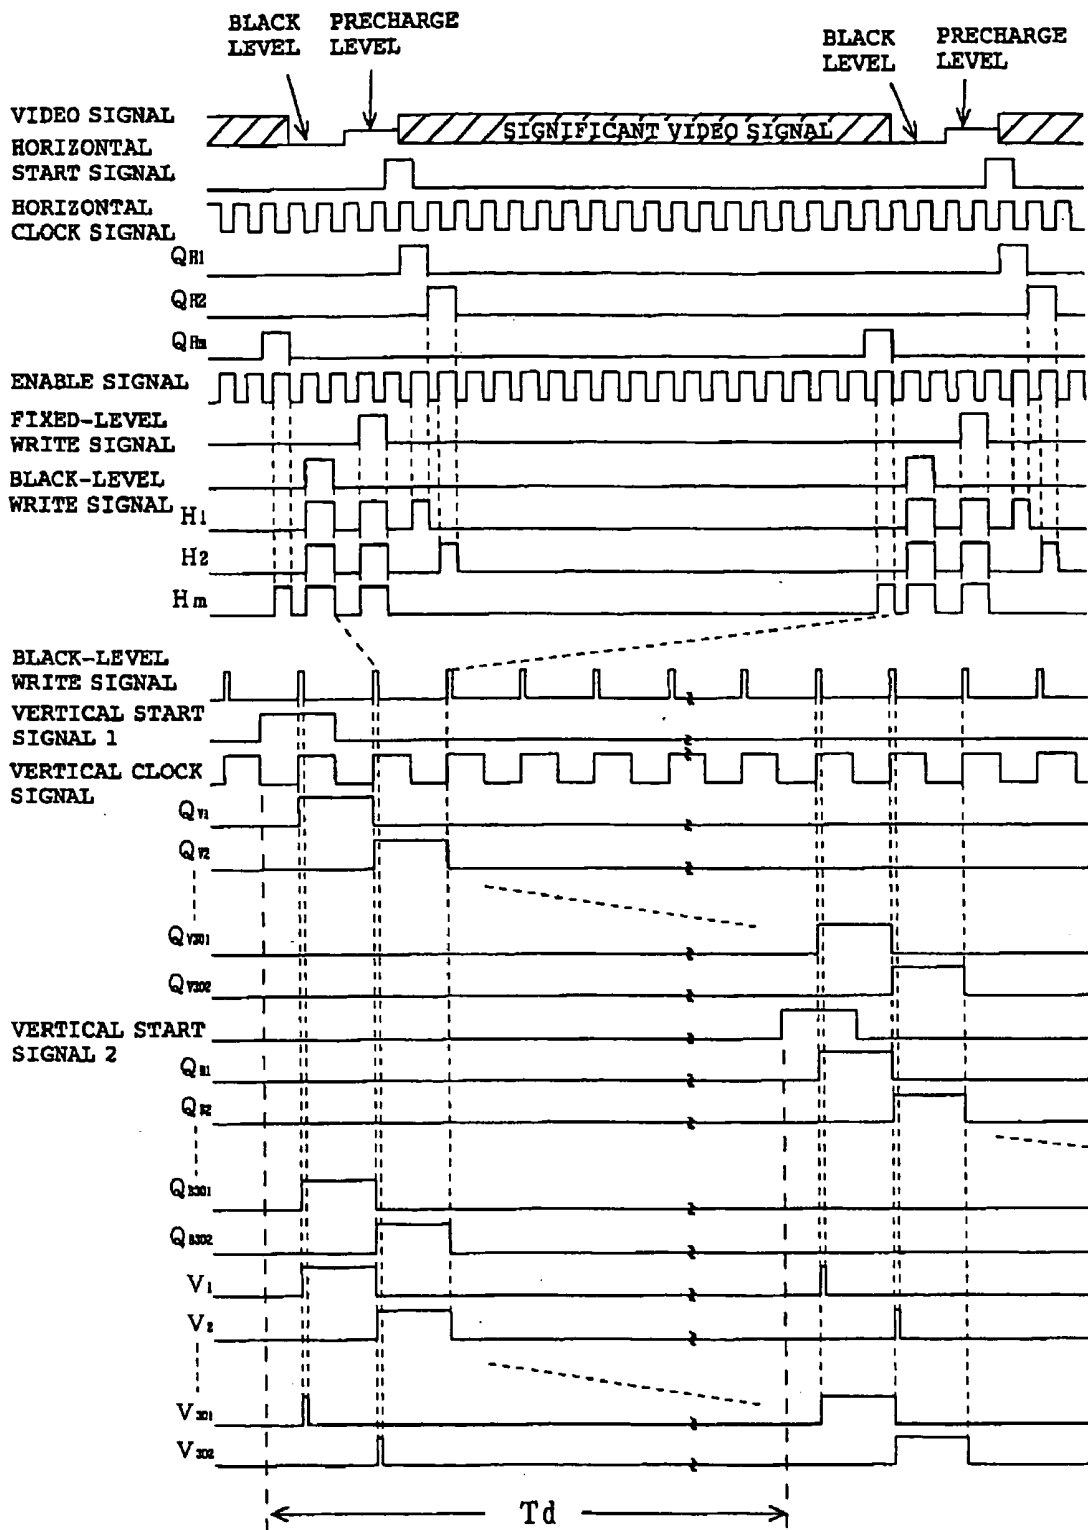 BLACK LEVEL
PRECHARGE LEVEL
BLACK LEVEL
PRECHARGE LEVEL
VIDEO SIGNAL
SIGNIFICANT VIDEO SIGNAL
HORIZONTAL
START SIGNAL
HORIZONTAL
CLOCK SIGNAL
QH1
QH2
QHm
ENABLE SIGNAL
FIXED-LEVEL
WRITE SIGNAL
BLACK-LEVEL
WRITE SIGNAL
H1
H2
Hm
BLACK-LEVEL
WRITE SIGNAL
VERTICAL START
SIGNAL 1
VERTICAL CLOCK
SIGNAL
QV1
QV2
QV301
QV302
VERTICAL START
SIGNAL 2
QB1
QB2
QB301
QB302
V1
V2
V301
V302
Td